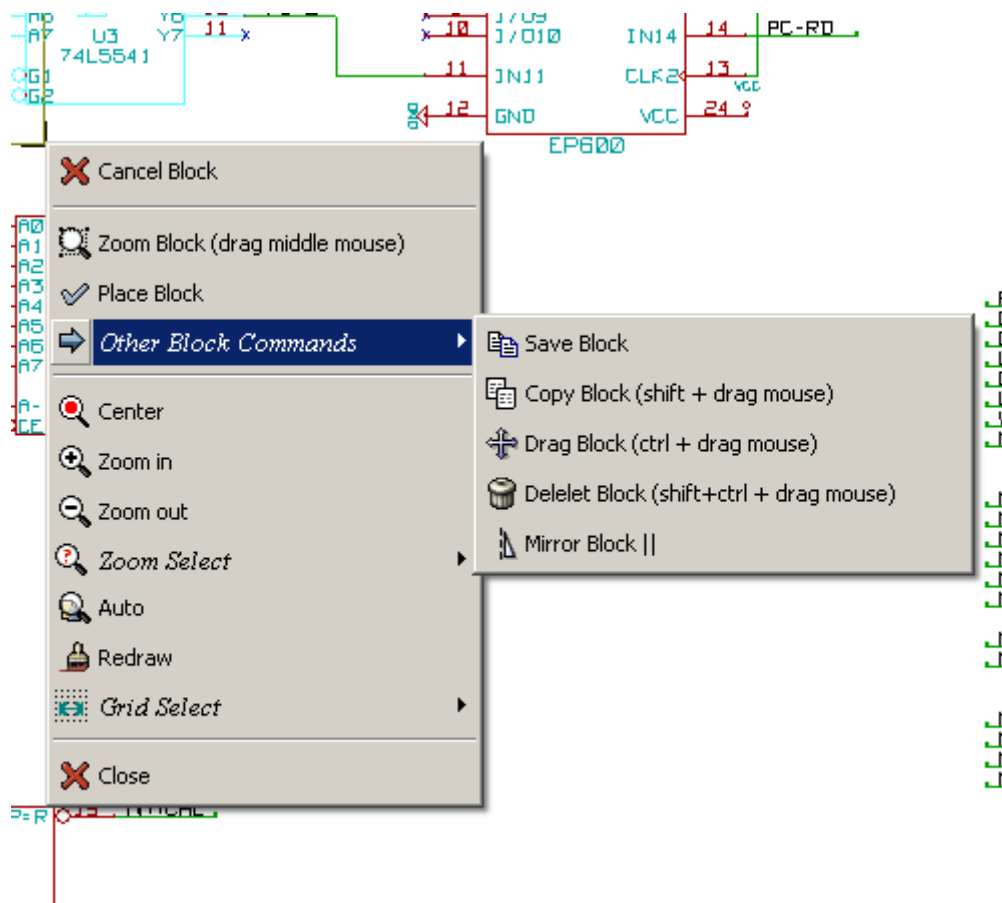 A6
Y6
I/O9
A7
U3
Y7
11
x
x
10
I/O10
IN14
14
PC-RD
74LS541
G1
11
IN11
CLK2
13
VCC
G2
12
GND
VCC
24
EP600
Cancel Block
A0
A1
Zoom Block (drag middle mouse)
A2
A3
Place Block
A4
A5
A6
Other Block Commands
Save Block
A7
Copy Block (shift + drag mouse)
A-
Center
CE
Drag Block (ctrl + drag mouse)
Zoom in
Delelet Block (shift+ctrl + drag mouse)
Zoom out
Mirror Block ||
Zoom Select
Auto
Redraw
Grid Select
Close
P=R
19